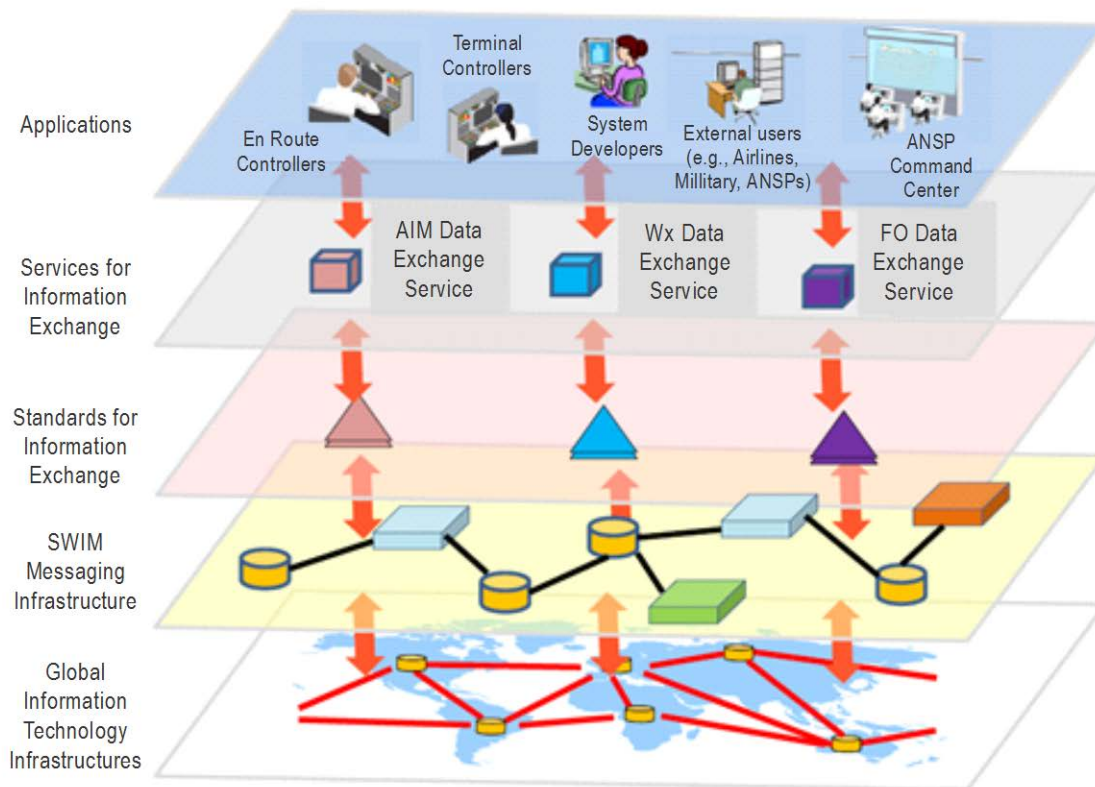 Applications
Terminal
Controllers
En Route
Controllers
System
Developers
External users
(e.g., Airlines,
Millitary, ANSPs)
ANSP
Command
Center
Services for
Information
Exchange
AIM Data
Exchange
Service
Wx Data
Exchange
Service
FO Data
Exchange
Service
Standards for
Information
Exchange
SWIM
Messaging
Infrastructure
Global
Information
Technology
Infrastructures